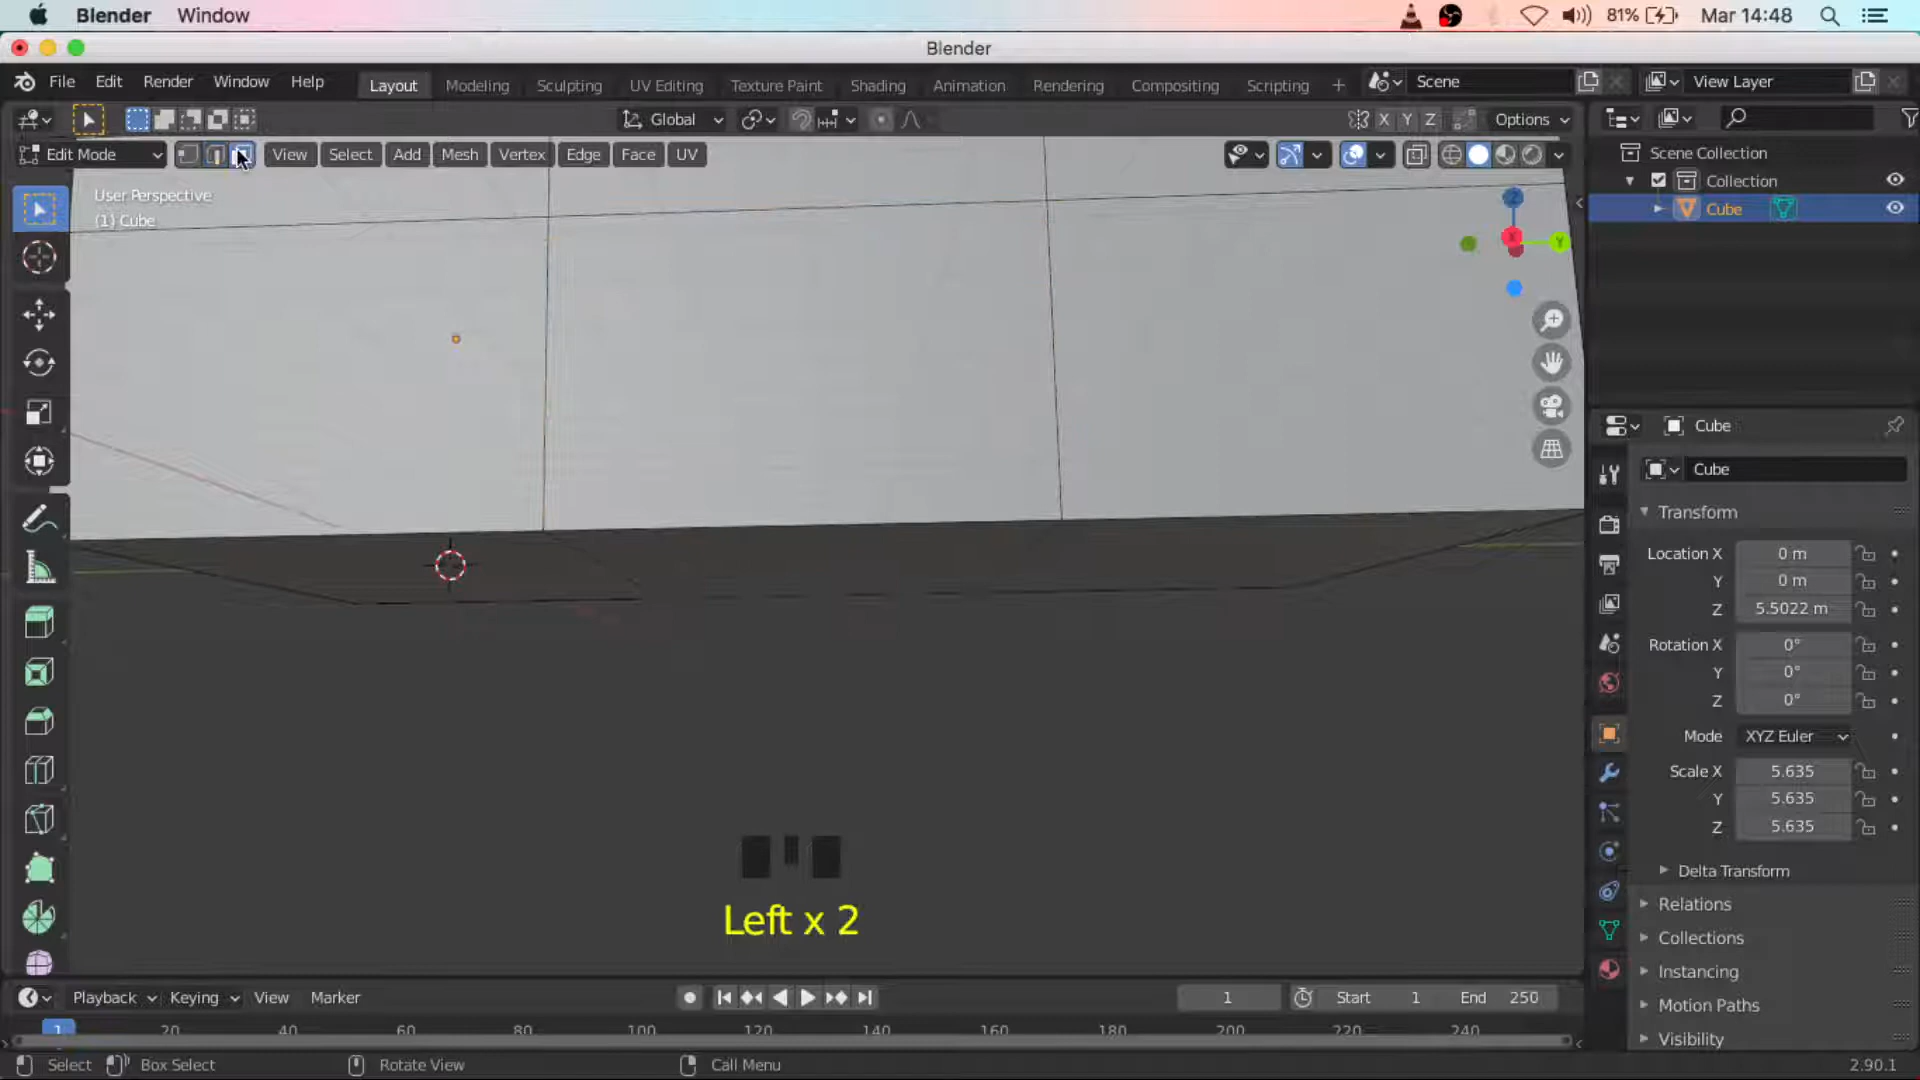 Blender Window 81% Mar 14:48
Blender
File Edit Render Window Help Layout Modeling Sculpting UV Editing Texture Paint Shading Animation Rendering Compositing Scripting + Scene View Layer
Global X Y Z Options
Edit Mode View Select Add Mesh Vertex Edge Face UV
Scene Collection
Collection
Cube
User Perspective
(1) Cube
Z
X
Y
Cube
Cube
Transform
Location X 0 m
Y 0 m
Z 5.5022 m
Rotation X 0°
Y 0°
Z 0°
Mode XYZ Euler
Scale X 5.635
Y 5.635
Z 5.635
Delta Transform
Relations
Collections
Instancing
Motion Paths
Visibility
Left x 2
Playback Keying View Marker 1 Start 1 End 250
1 20 40 60 80 100 120 140 160 180 200 220 240
Select Box Select Rotate View Call Menu 2.90.1